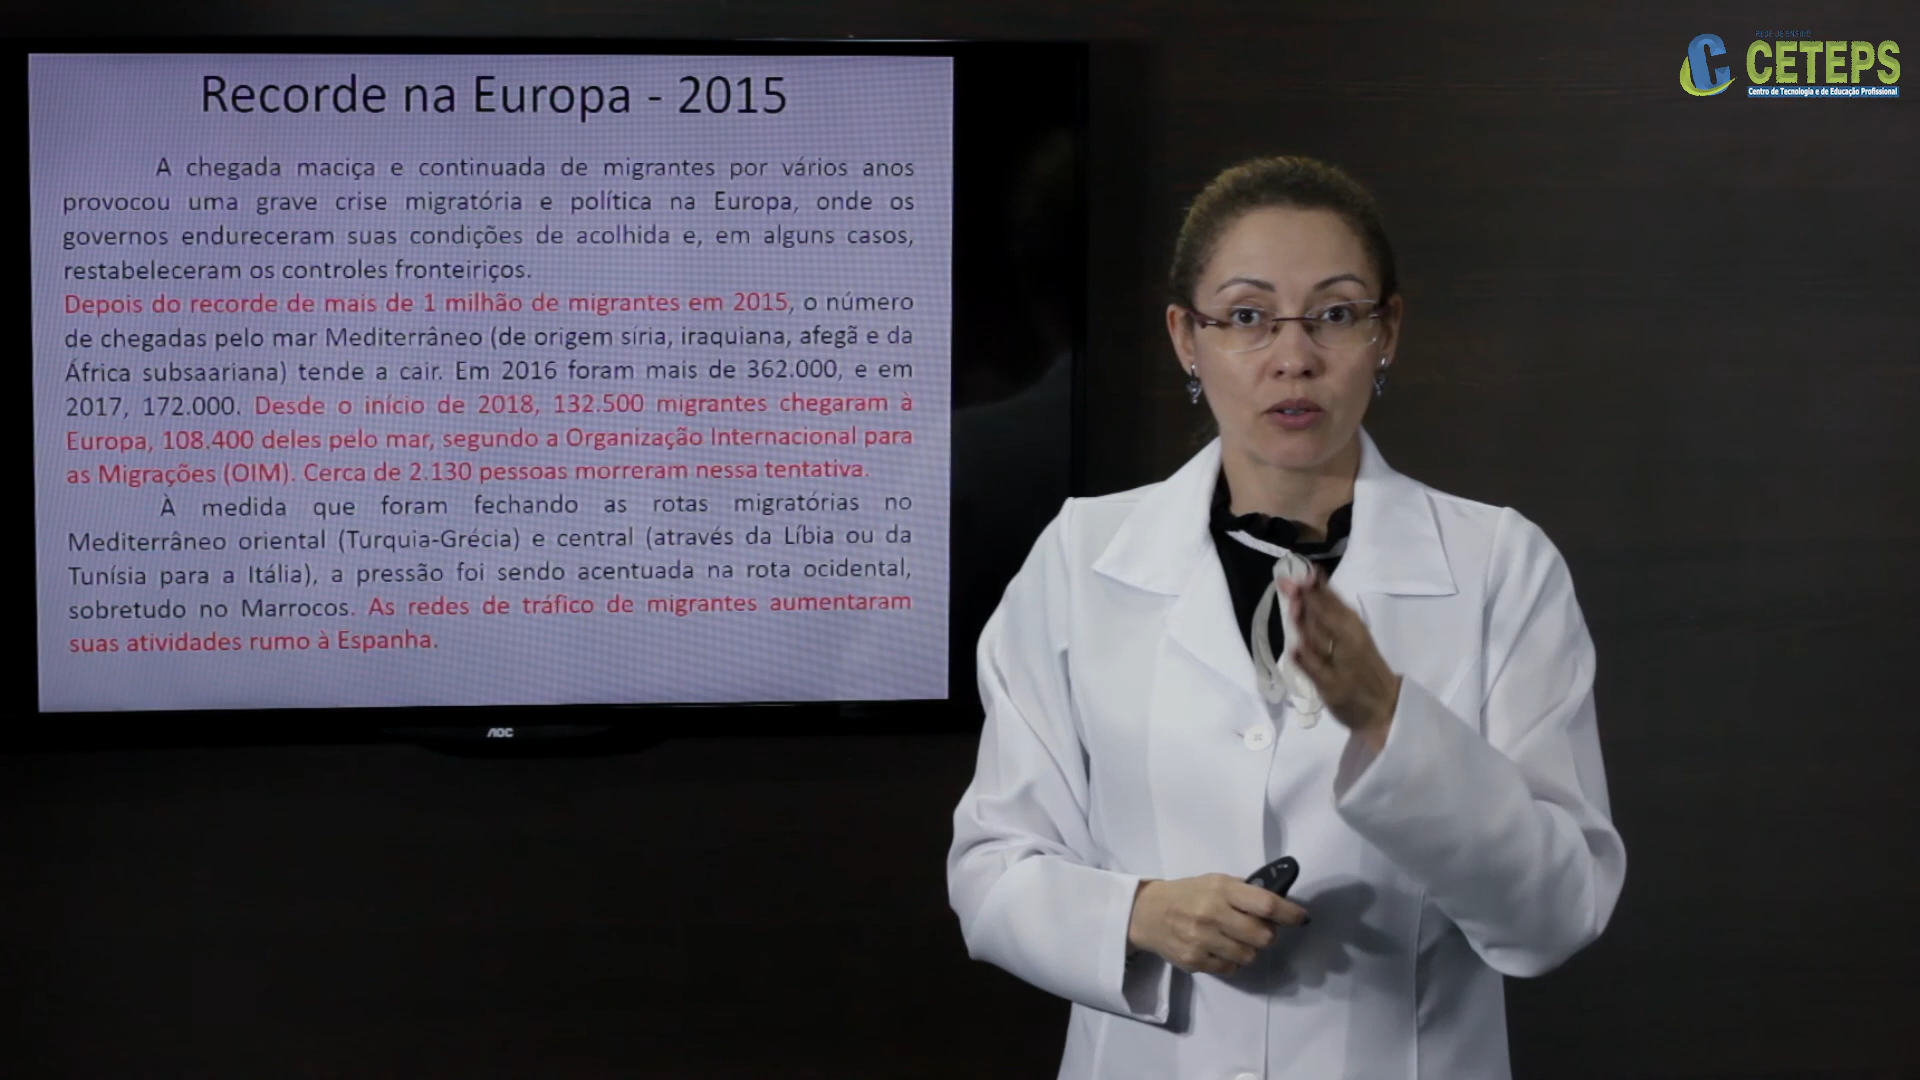 Recorde na Europa - 2015
A chegada maciça e continuada de migrantes por vários anos
provocou uma grave crise migratória e política na Europa, onde os
governos endureceram suas condições de acolhida e, em alguns casos,
restabeleceram os controles fronteiriços.
Depois do recorde de mais de 1 milhão de migrantes em 2015, o número
de chegadas pelo mar Mediterrâneo (de origem síria, iraquiana, afegã e da
África subsaariana) tende a cair. Em 2016 foram mais de 362.000, e em
2017, 172.000. Desde o início de 2018, 132.500 migrantes chegaram à
Europa, 108.400 deles pelo mar, segundo a Organização Internacional para
as Migrações (OIM). Cerca de 2.130 pessoas morreram nessa tentativa.
À medida que foram fechando as rotas migratórias no
Mediterrâneo oriental (Turquia-Grécia) e central (através da Líbia ou da
Tunísia para a Itália), a pressão foi sendo acentuada na rota ocidental,
sobretudo no Marrocos. As redes de tráfico de migrantes aumentaram
suas atividades rumo à Espanha.
AOC
REDE DE ENSINO
CETEPS
Centro de Tecnologia e de Educação Profissional